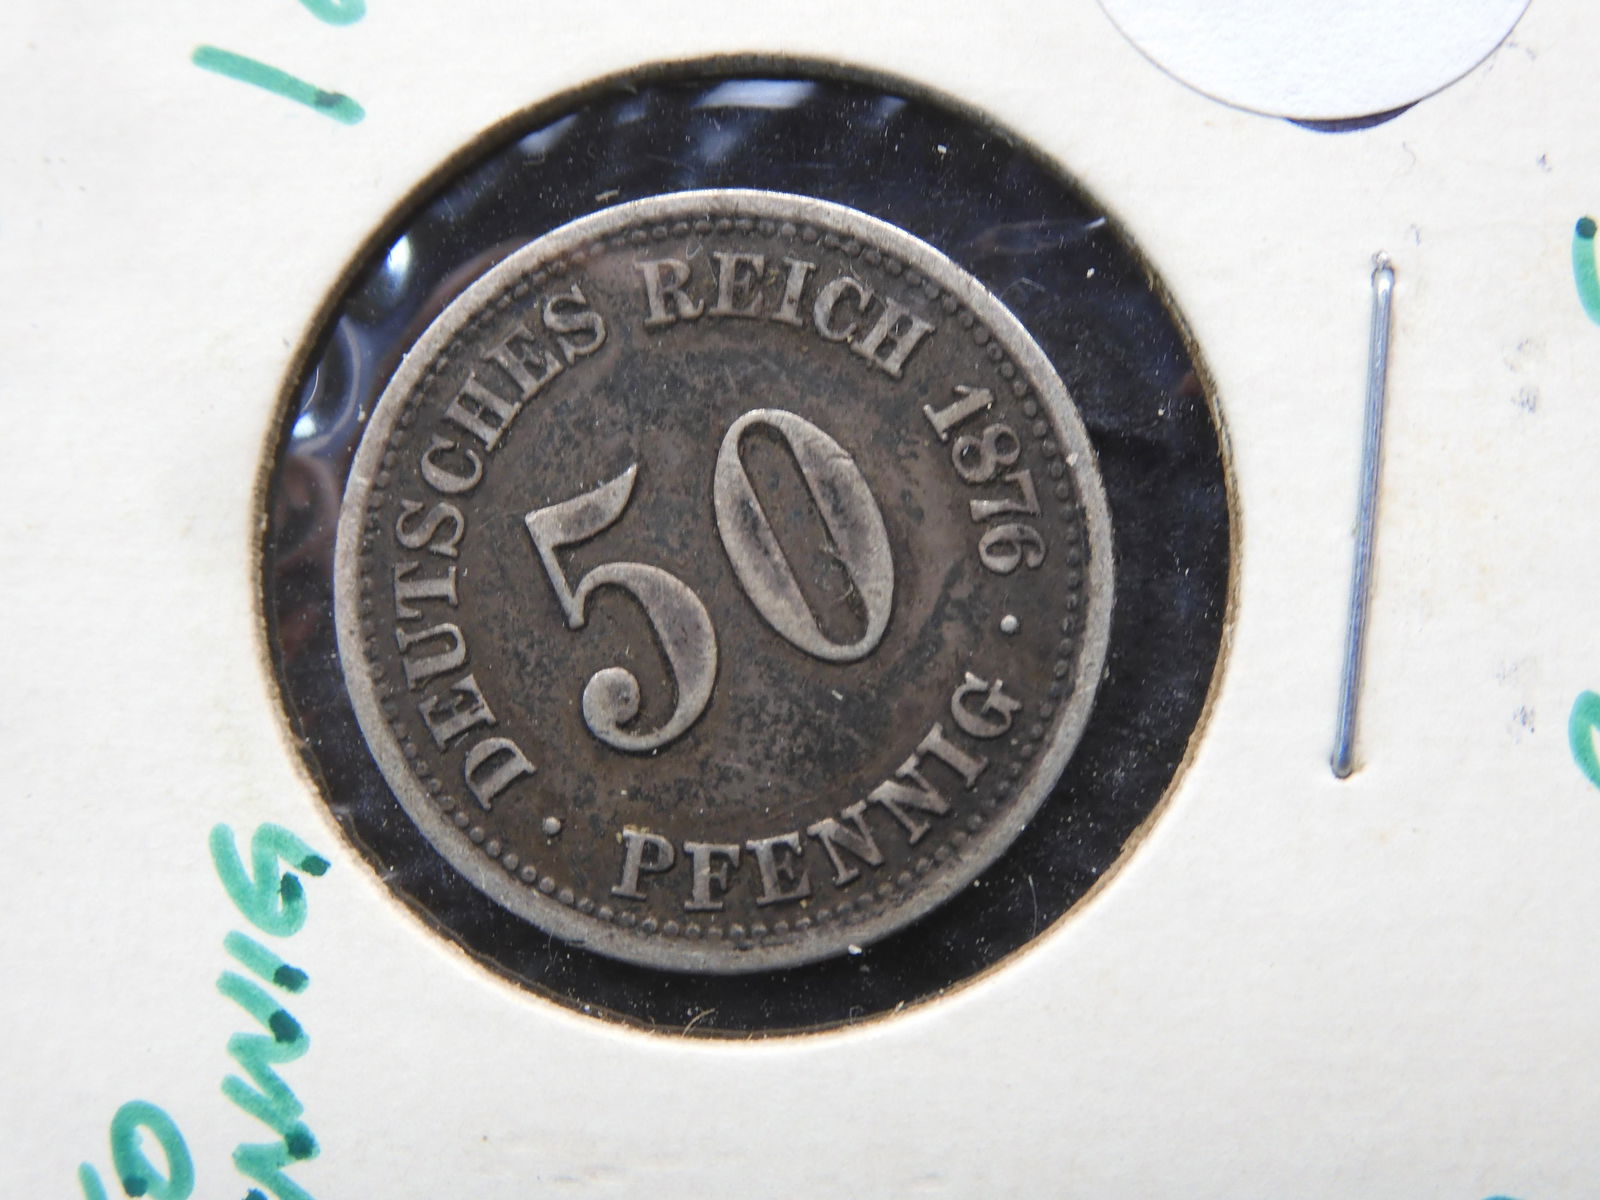 DEUTSCHES REICH 1876
50
· PFENNIG ·